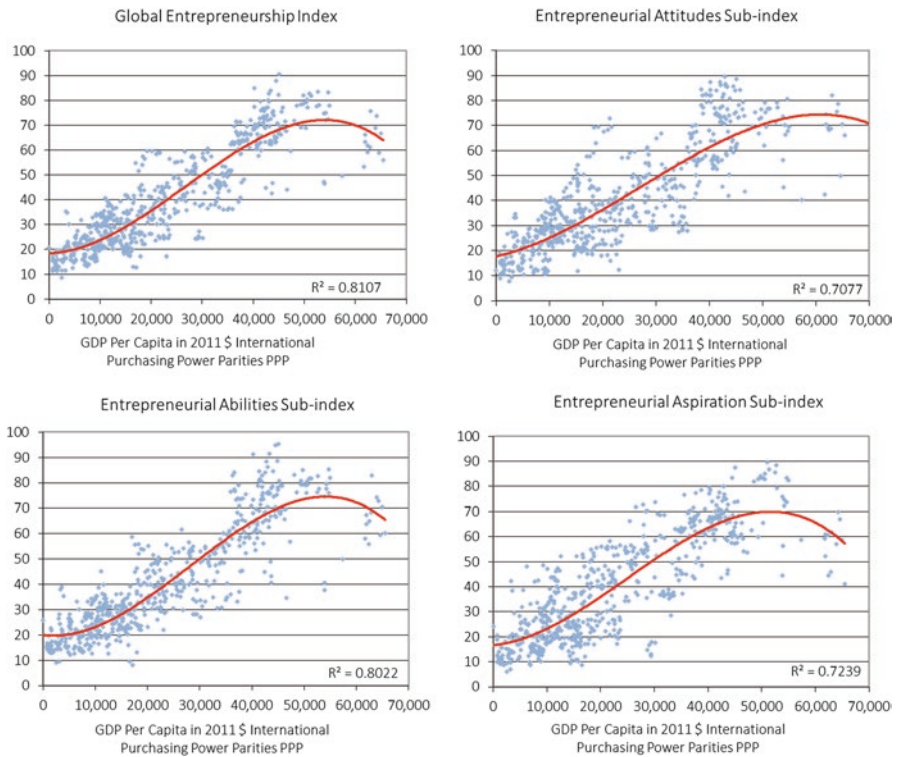 Global Entrepreneurship Index
100
90
80
70
60
50
40
30
20
10
0
R² = 0.8107
0 10,000 20,000 30,000 40,000 50,000 60,000 70,000
GDP Per Capita in 2011 $ International
Purchasing Power Parities PPP
Entrepreneurial Attitudes Sub-index
100
90
80
70
60
50
40
30
20
10
0
R² = 0.7077
0 10,000 20,000 30,000 40,000 50,000 60,000 70,000
GDP Per Capita in 2011 $ International
Purchasing Power Parities PPP
Entrepreneurial Abilities Sub-index
100
90
80
70
60
50
40
30
20
10
0
R² = 0.8022
0 10,000 20,000 30,000 40,000 50,000 60,000 70,000
GDP Per Capita in 2011 $ International
Purchasing Power Parities PPP
Entrepreneurial Aspiration Sub-index
100
90
80
70
60
50
40
30
20
10
0
R² = 0.7239
0 10,000 20,000 30,000 40,000 50,000 60,000 70,000
GDP Per Capita in 2011 $ International
Purchasing Power Parities PPP